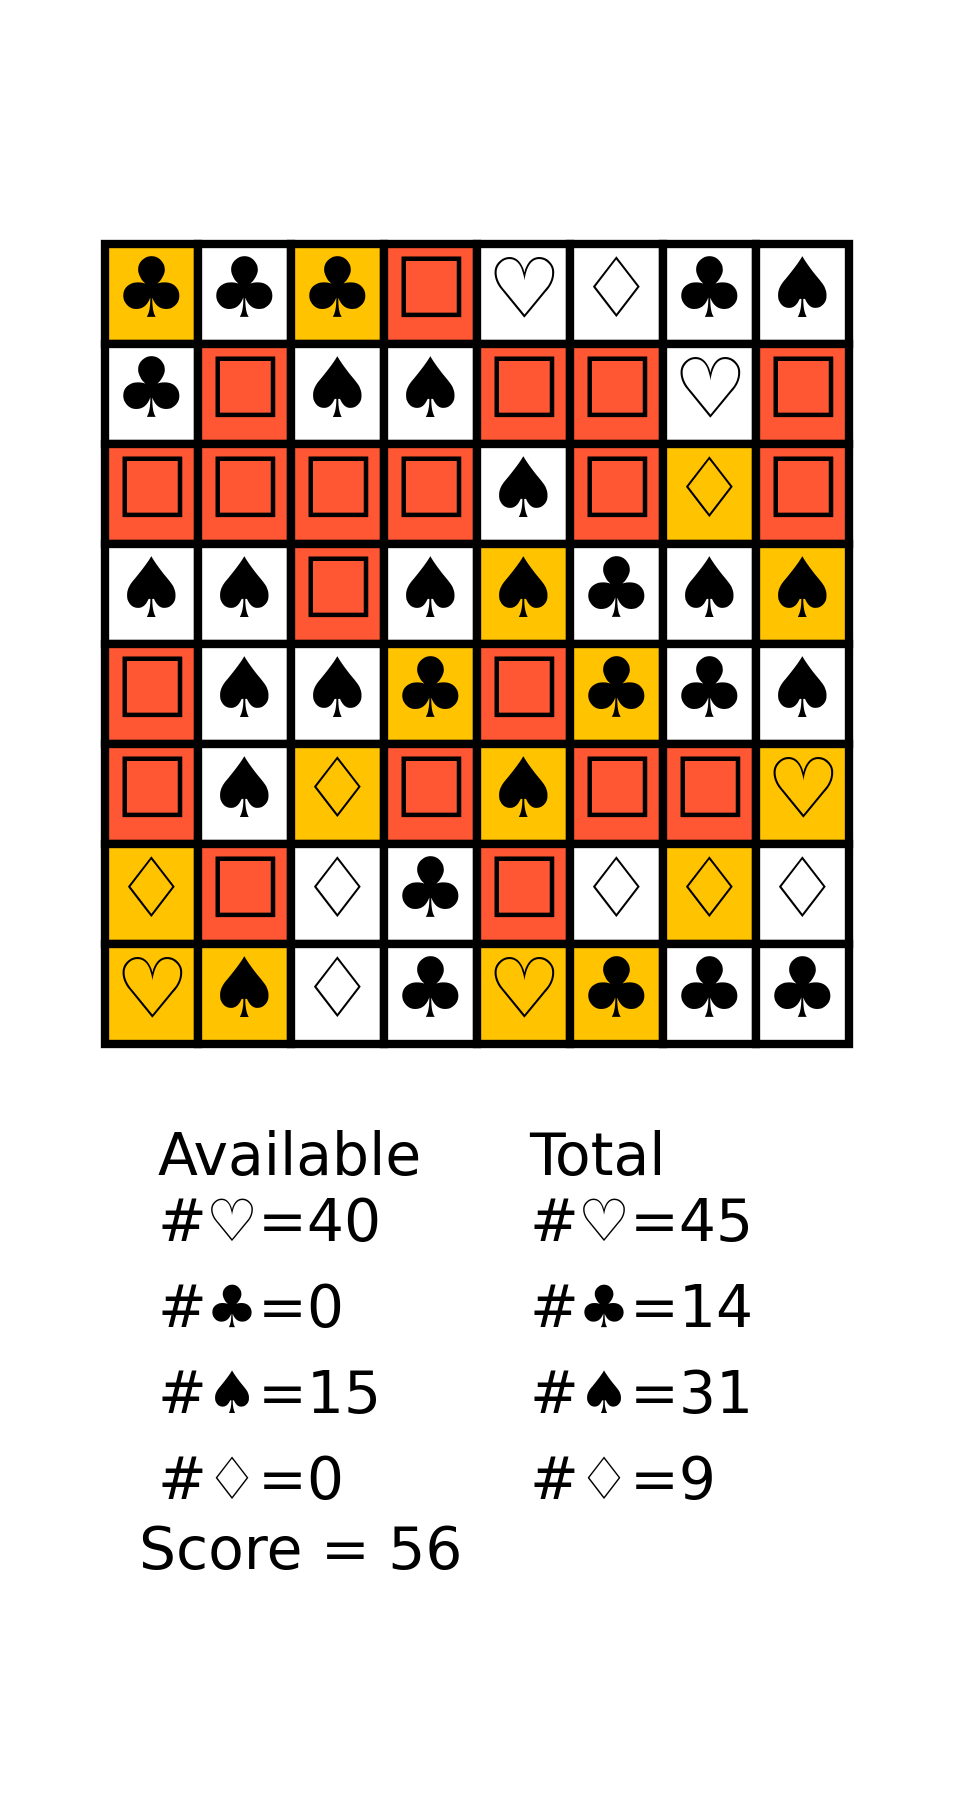 ♣ ♣ ♣ □ ♡ ♢ ♣ ♠
♣ □ ♠ ♠ □ □ ♡ □
□ □ □ □ ♠ □ ♢ □
♠ ♠ □ ♠ ♠ ♣ ♠ ♠
□ ♠ ♠ ♣ □ ♣ ♣ ♠
□ ♠ ♢ □ ♠ □ □ ♡
♢ □ ♢ ♣ □ ♢ ♢ ♢
♡ ♠ ♢ ♣ ♡ ♣ ♣ ♣
Available Total
#♡=40 #♡=45
#♣=0 #♣=14
#♠=15 #♠=31
#♢=0 #♢=9
Score = 56